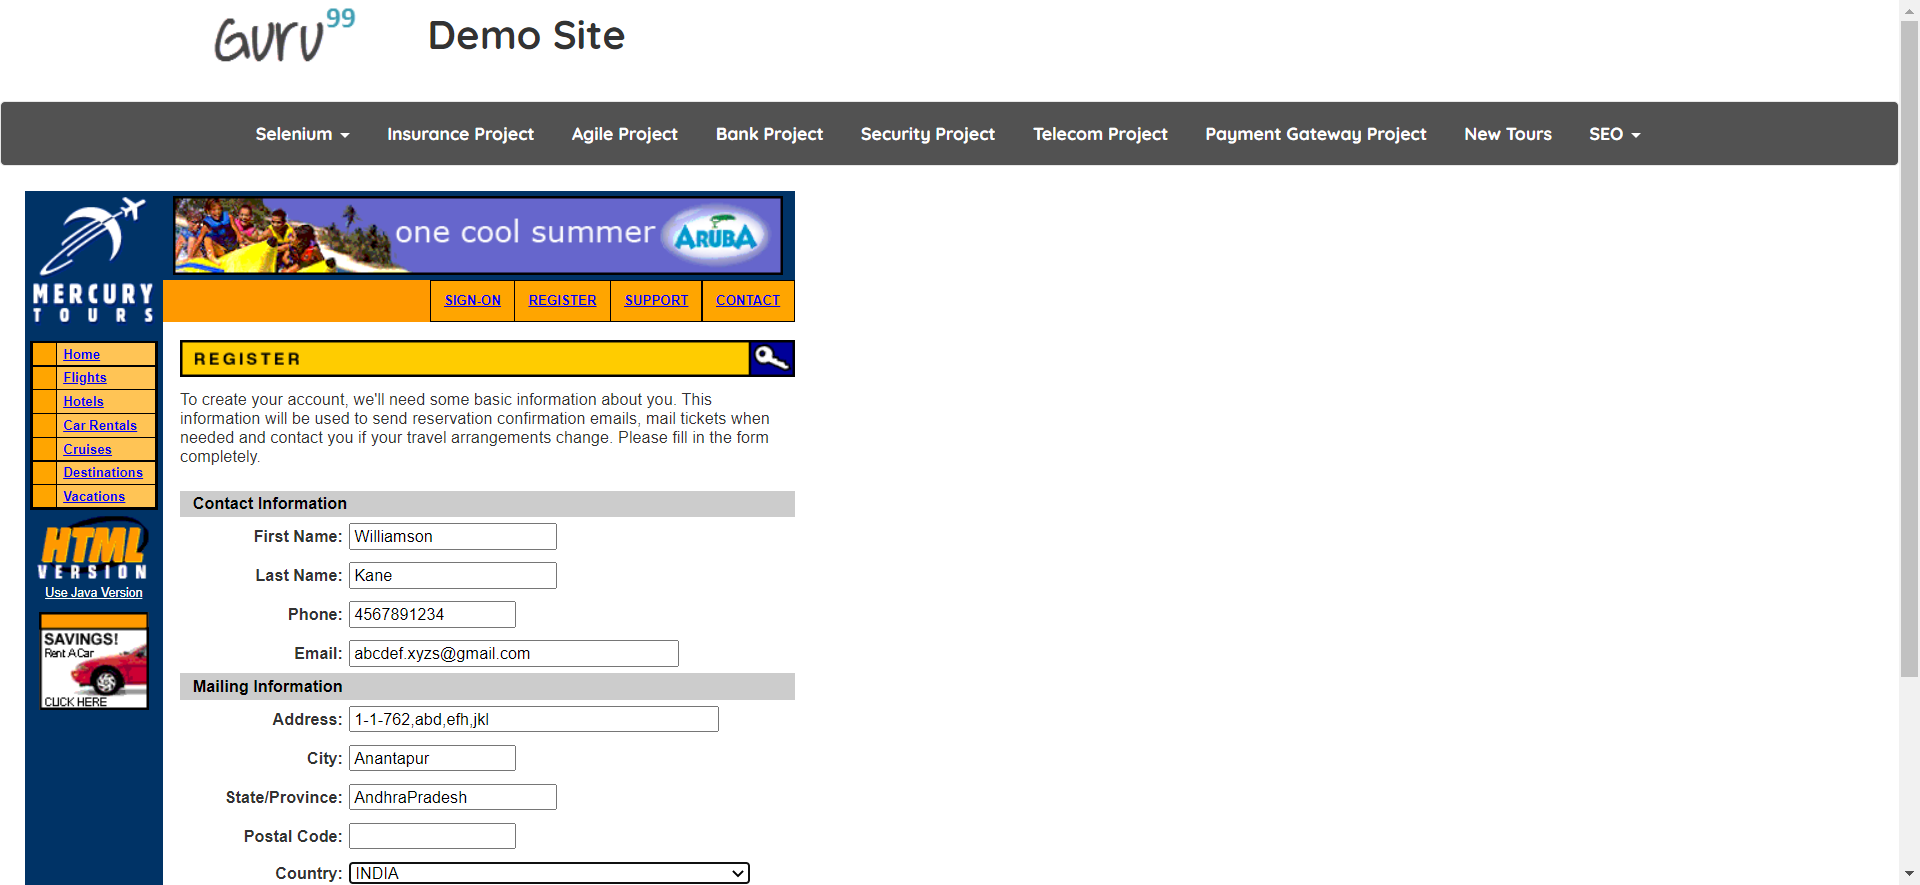 Guru99 Demo Site
Selenium Insurance Project Agile Project Bank Project Security Project Telecom Project Payment Gateway Project New Tours SEO
MERCURY
TOURS
one cool summer ARUBA
SIGN-ON REGISTER SUPPORT CONTACT
Home
Flights
Hotels
Car Rentals
Cruises
Destinations
Vacations
HTML
VERSION
Use Java Version
SAVINGS!
Rent A Car
CLICK HERE
REGISTER
To create your account, we'll need some basic information about you. This
information will be used to send reservation confirmation emails, mail tickets when
needed and contact you if your travel arrangements change. Please fill in the form
completely.
Contact Information
First Name: Williamson
Last Name: Kane
Phone: 4567891234
Email: abcdef.xyzs@gmail.com
Mailing Information
Address: 1-1-762,abd,efh,jkl
City: Anantapur
State/Province: AndhraPradesh
Postal Code:
Country: INDIA